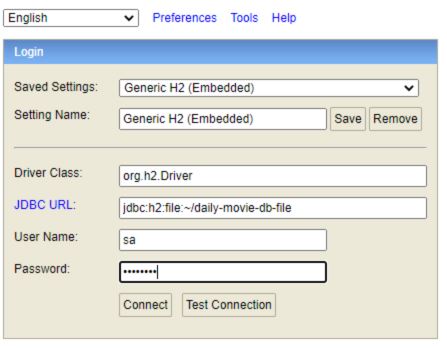 English Preferences Tools Help
Login
Saved Settings: Generic H2 (Embedded)
Setting Name: Generic H2 (Embedded) Save Remove
Driver Class: org.h2.Driver
JDBC URL: jdbc:h2:file:~/daily-movie-db-file
User Name: sa
Password: ••••••••
Connect Test Connection